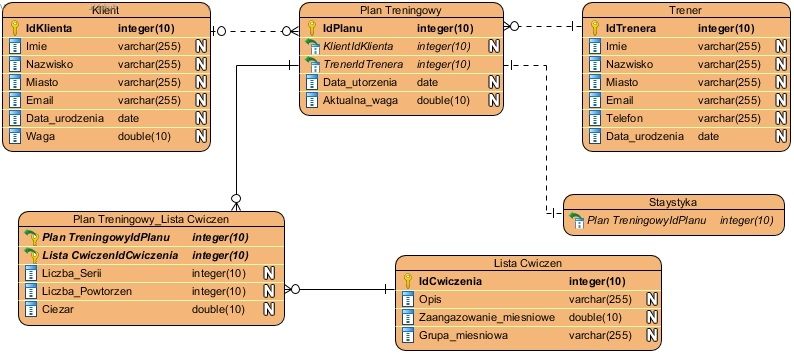 Klient
IdKlienta integer(10)
Imie varchar(255) N
Nazwisko varchar(255) N
Miasto varchar(255) N
Email varchar(255) N
Data_urodzenia date N
Waga double(10) N
Plan Treningowy
IdPlanu integer(10)
KlientIdKlienta integer(10) N
TrenerIdTrenera integer(10)
Data_utorzenia date N
Aktualna_waga double(10) N
Trener
IdTrenera integer(10)
Imie varchar(255) N
Nazwisko varchar(255) N
Miasto varchar(255) N
Email varchar(255) N
Telefon varchar(255) N
Data_urodzenia date N
Staystyka
Plan TreningowyIdPlanu integer(10)
Plan Treningowy_Lista Cwiczen
Plan TreningowyIdPlanu integer(10)
Lista CwiczenIdCwiczenia integer(10)
Liczba_Serii integer(10) N
Liczba_Powtorzen integer(10) N
Ciezar double(10) N
Lista Cwiczen
IdCwiczenia integer(10)
Opis varchar(255) N
Zaangazowanie_miesniowe double(10) N
Grupa_miesniowa varchar(255) N